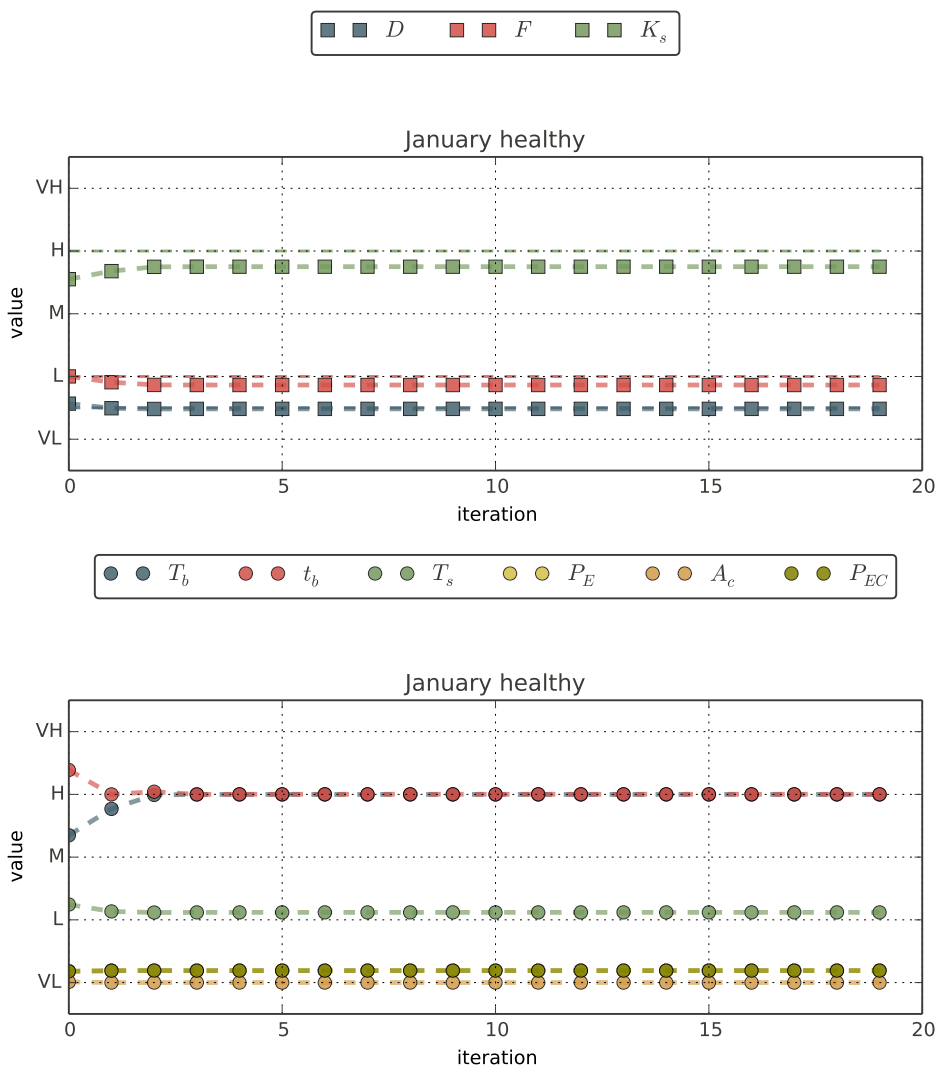 D F K_s
January healthy
VH
H
M
L
VL
value
0 5 10 15 20
iteration
T_b t_b T_s P_E A_c P_EC
January healthy
VH
H
M
L
VL
value
0 5 10 15 20
iteration